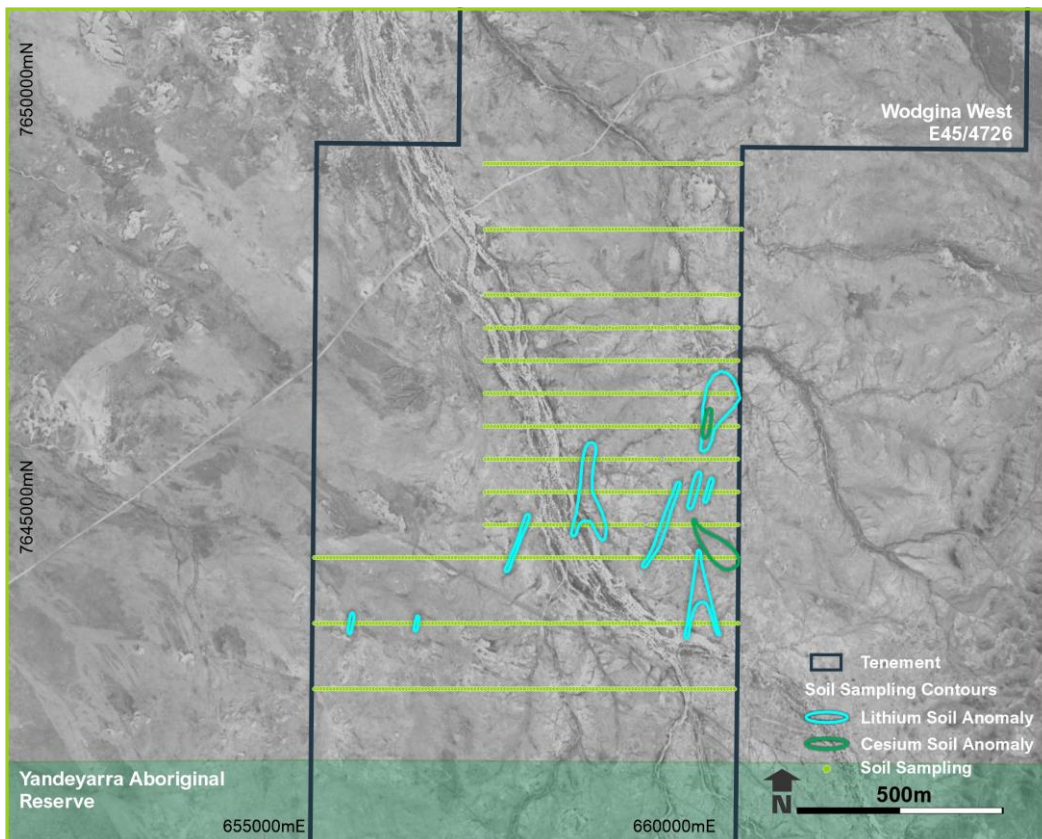 7650000mN
Wodgina West
E45/4726
7645000mN
Tenement
Soil Sampling Contours
Lithium Soil Anomaly
Cesium Soil Anomaly
Soil Sampling
Yandeyarra Aboriginal
Reserve
N
500m
655000mE
660000mE